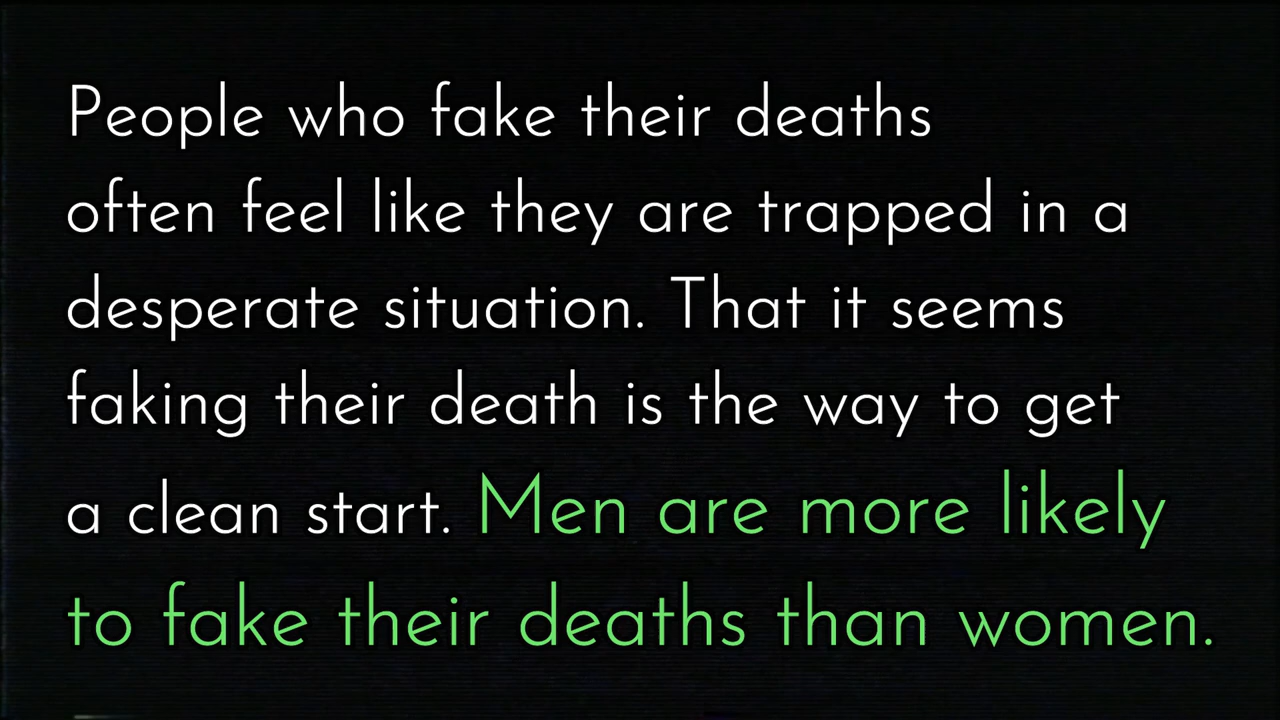 People who fake their deaths
often feel like they are trapped in a
desperate situation. That it seems
faking their death is the way to get
a clean start. Men are more likely
to fake their deaths than women.